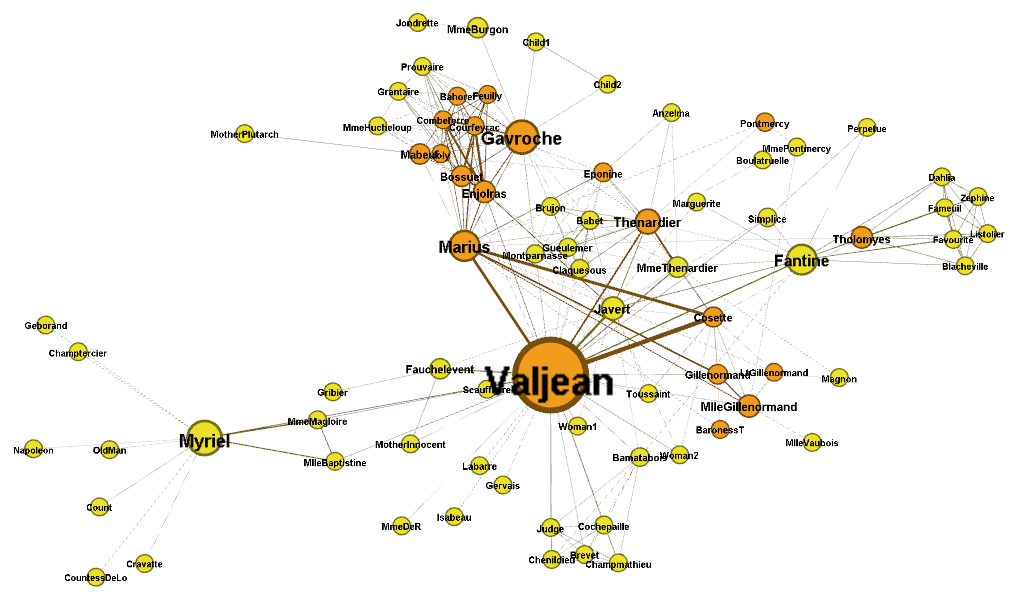 Jondrette
MmeBurgon
Child1
Prouvaire
Child2
Grantaire
Bahorel
Feuilly
Anzelma
Combeferre
Courfeyrac
MmeHucheloup
Pontmercy
Perpetue
MotherPlutarch
Gavroche
MmePontmercy
Mabeuf
Joly
Boulatruelle
Bossuet
Eponine
Dahlia
Enjolras
Zephine
Marguerite
Brujon
Fameuil
Simplice
Babet
Thenardier
Listolier
Tholomyes
Favourite
Marius
Gueulemer
Montparnasse
Fantine
Claquesous
MmeThenardier
Blacheville
Javert
Cosette
Geborand
Champtercier
Fauchelevent
Gillenormand
LtGillenormand
Magnon
Valjean
Scaufflaire
Gribier
Toussaint
MlleGillenormand
MmeMagloire
Woman1
BaronessT
Myriel
MotherInnocent
MlleVaubois
Napoleon
OldMan
Woman2
Bamatabois
MlleBaptistine
Labarre
Gervais
Count
Isabeau
MmeDeR
Judge
Cochepaille
Brevet
Chenildieu
Champmathieu
Cravatte
CountessDeLo